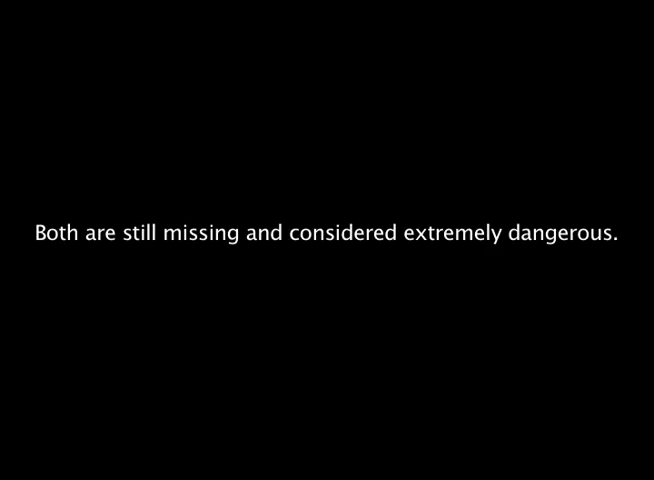 Both are still missing and considered extremely dangerous.